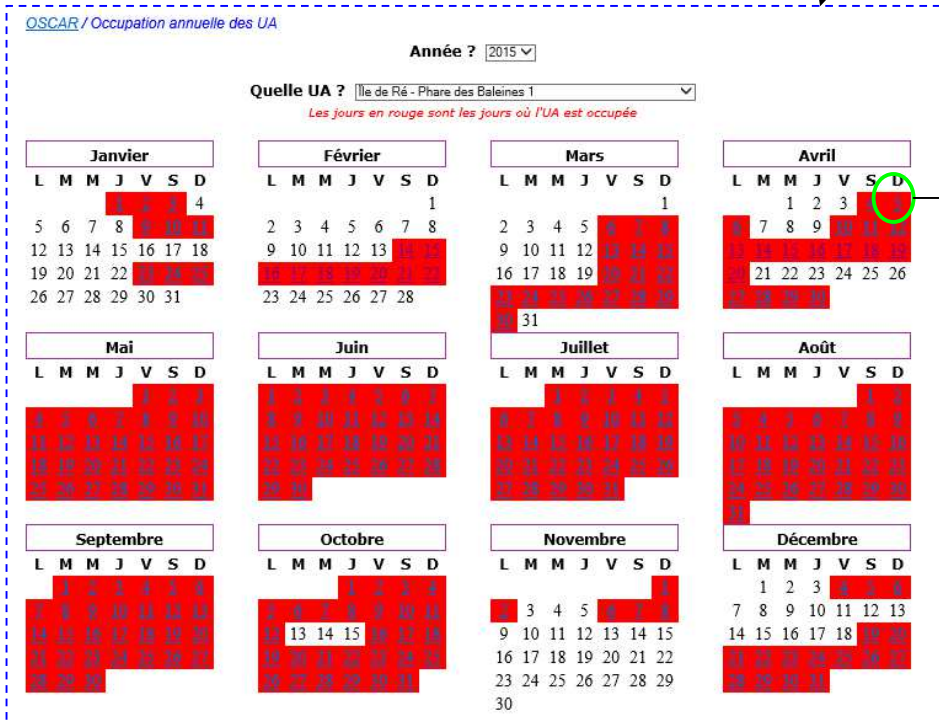 OSCAR / Occupation annuelle des UA
Année ? 2015
Quelle UA ? Île de Ré - Phare des Baleines 1
Les jours en rouge sont les jours où l'UA est occupée
Janvier
L M M J V S D
1 2 3 4
5 6 7 8 9 10 11
12 13 14 15 16 17 18
19 20 21 22 23 24 25
26 27 28 29 30 31
Février
L M M J V S D
1
2 3 4 5 6 7 8
9 10 11 12 13 14 15
16 17 18 19 20 21 22
23 24 25 26 27 28
Mars
L M M J V S D
1
2 3 4 5 6 7 8
9 10 11 12 13 14 15
16 17 18 19 20 21 22
23 24 25 26 27 28 29
30 31
Avril
L M M J V S D
1 2 3 4 5
6 7 8 9 10 11 12
13 14 15 16 17 18 19
20 21 22 23 24 25 26
27 28 29 30
Mai
L M M J V S D
1 2 3
4 5 6 7 8 9 10
11 12 13 14 15 16 17
18 19 20 21 22 23 24
25 26 27 28 29 30 31
Juin
L M M J V S D
1 2 3 4 5 6 7
8 9 10 11 12 13 14
15 16 17 18 19 20 21
22 23 24 25 26 27 28
29 30
Juillet
L M M J V S D
1 2 3 4 5
6 7 8 9 10 11 12
13 14 15 16 17 18 19
20 21 22 23 24 25 26
27 28 29 30 31
Août
L M M J V S D
1 2
3 4 5 6 7 8 9
10 11 12 13 14 15 16
17 18 19 20 21 22 23
24 25 26 27 28 29 30
31
Septembre
L M M J V S D
1 2 3 4 5 6
7 8 9 10 11 12 13
14 15 16 17 18 19 20
21 22 23 24 25 26 27
28 29 30
Octobre
L M M J V S D
1 2 3 4
5 6 7 8 9 10 11
12 13 14 15 16 17 18
19 20 21 22 23 24 25
26 27 28 29 30 31
Novembre
L M M J V S D
1
2 3 4 5 6 7 8
9 10 11 12 13 14 15
16 17 18 19 20 21 22
23 24 25 26 27 28 29
30
Décembre
L M M J V S D
1 2 3 4 5 6
7 8 9 10 11 12 13
14 15 16 17 18 19 20
21 22 23 24 25 26 27
28 29 30 31